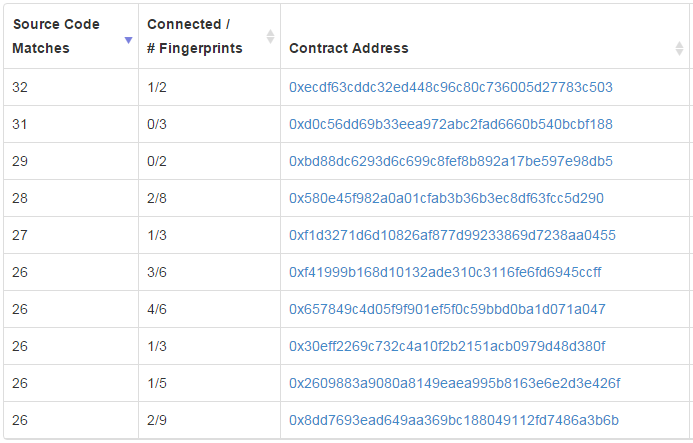 Source Code Matches Connected / # Fingerprints Contract Address
32 1/2 0xecdf63cddc32ed448c96c80c736005d27783c503
31 0/3 0xd0c56dd69b33eea972abc2fad6660b540bcbf188
29 0/2 0xbd88dc6293d6c699c8fef8b892a17be597e98db5
28 2/8 0x580e45f982a0a01cfab3b36b3ec8df63fcc5d290
27 1/3 0xf1d3271d6d10826af877d99233869d7238aa0455
26 3/6 0xf41999b168d10132ade310c3116fe6fd6945ccff
26 4/6 0x657849c4d05f9f901ef5f0c59bbd0ba1d071a047
26 1/3 0x30eff2269c732c4a10f2b2151acb0979d48d380f
26 1/5 0x2609883a9080a8149eaea995b8163e6e2d3e426f
26 2/9 0x8dd7693ead649aa369bc188049112fd7486a3b6b